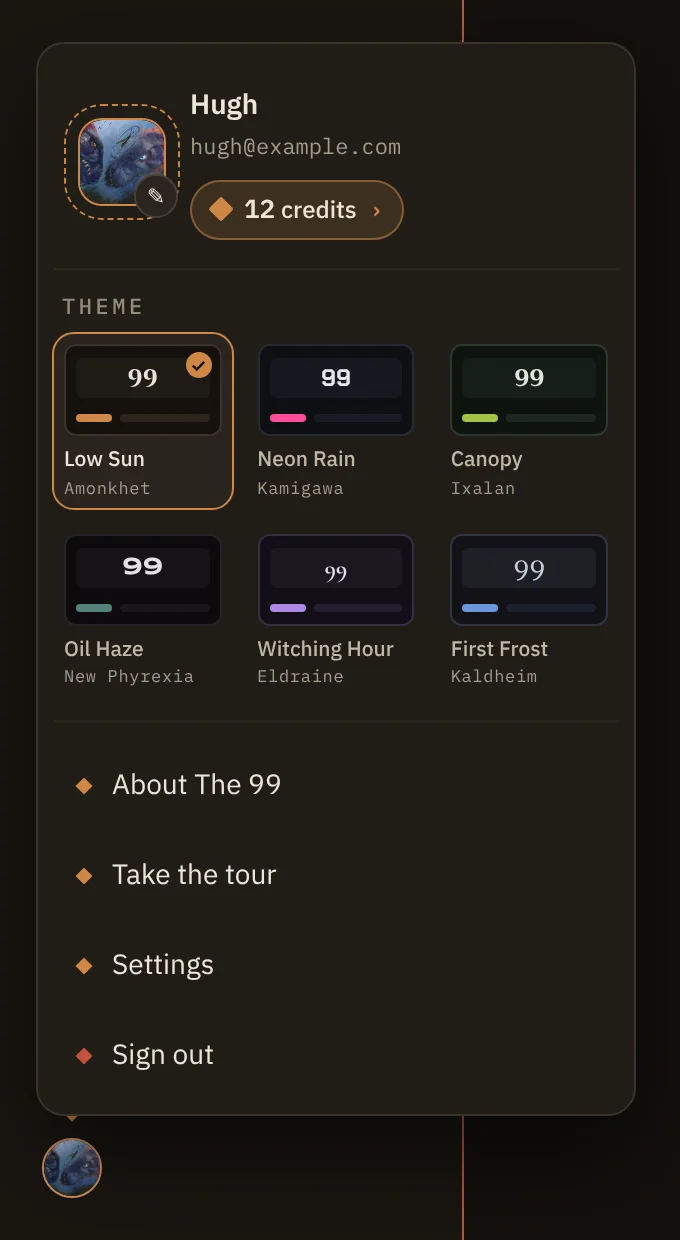 Hugh
hugh@example.com
12 credits ›
THEME
99 99 99
Low Sun Neon Rain Canopy
Amonkhet Kamigawa Ixalan
99 99 99
Oil Haze Witching Hour First Frost
New Phyrexia Eldraine Kaldheim
About The 99
Take the tour
Settings
Sign out